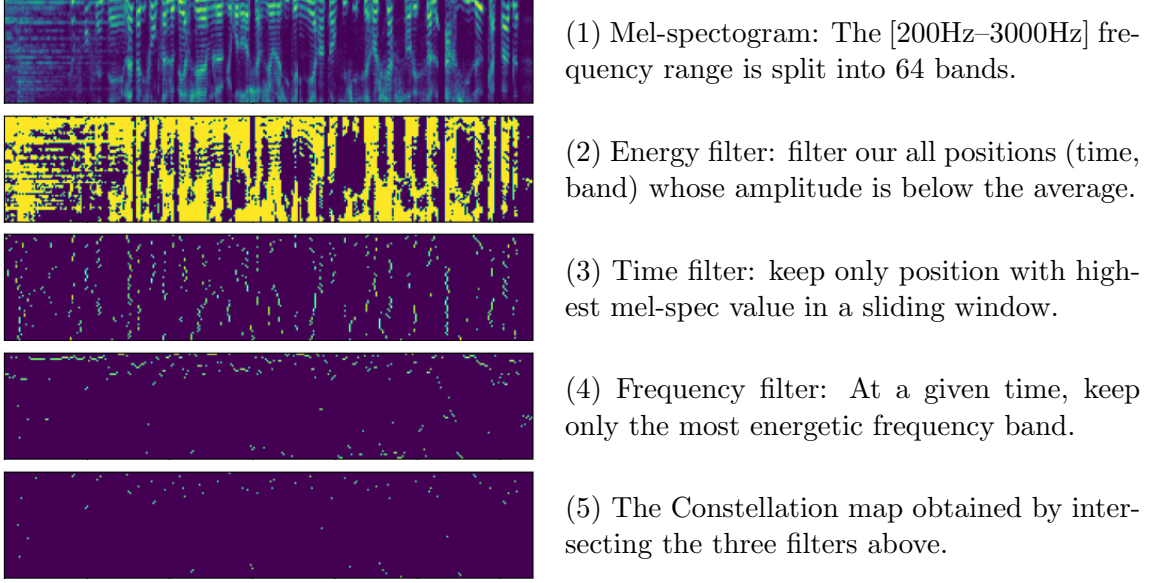 (1) Mel-spectogram: The [200Hz–3000Hz] fre-
quency range is split into 64 bands.
(2) Energy filter: filter our all positions (time,
band) whose amplitude is below the average.
(3) Time filter: keep only position with high-
est mel-spec value in a sliding window.
(4) Frequency filter: At a given time, keep
only the most energetic frequency band.
(5) The Constellation map obtained by inter-
secting the three filters above.